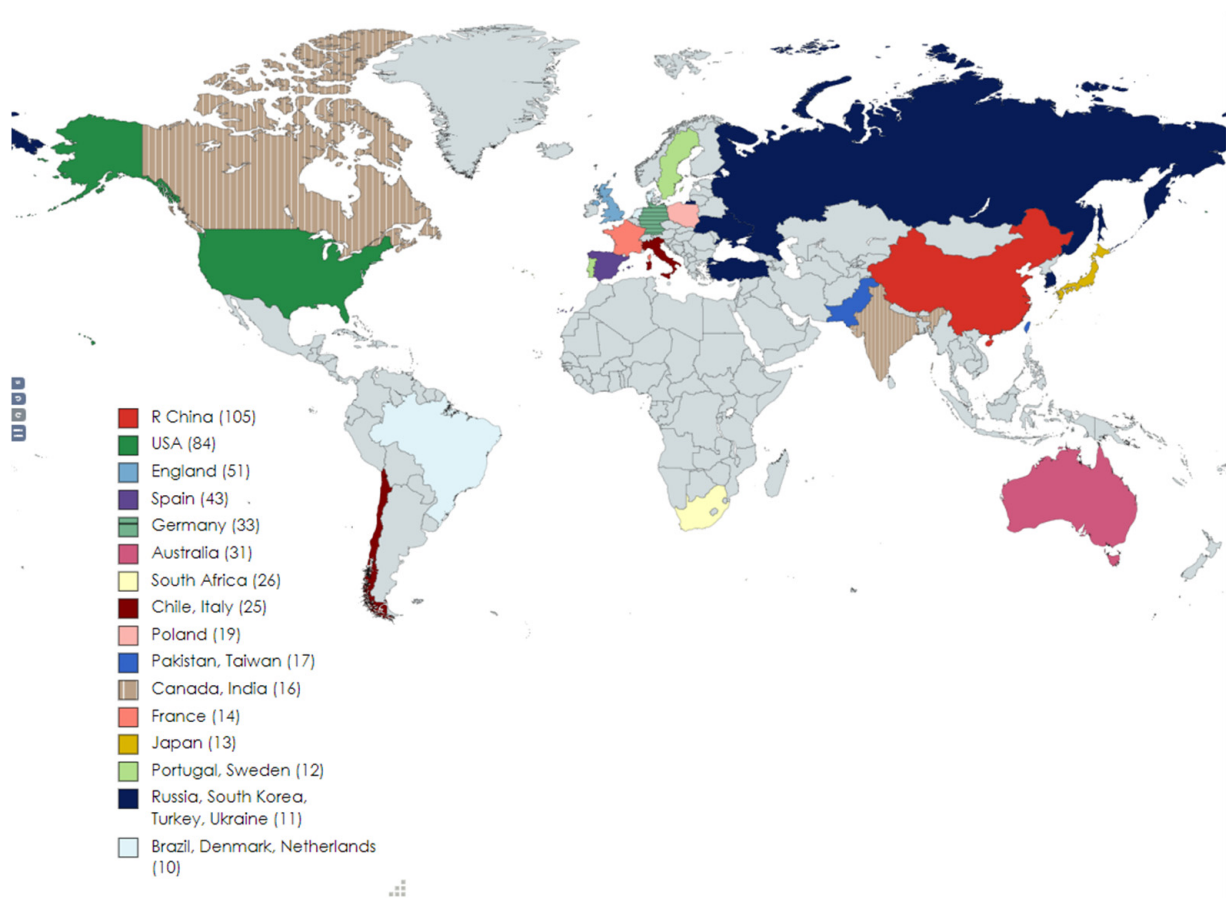 R China (105)
USA (84)
England (51)
Spain (43)
Germany (33)
Australia (31)
South Africa (26)
Chile, Italy (25)
Poland (19)
Pakistan, Taiwan (17)
Canada, India (16)
France (14)
Japan (13)
Portugal, Sweden (12)
Russia, South Korea,
Turkey, Ukraine (11)
Brazil, Denmark, Netherlands
(10)